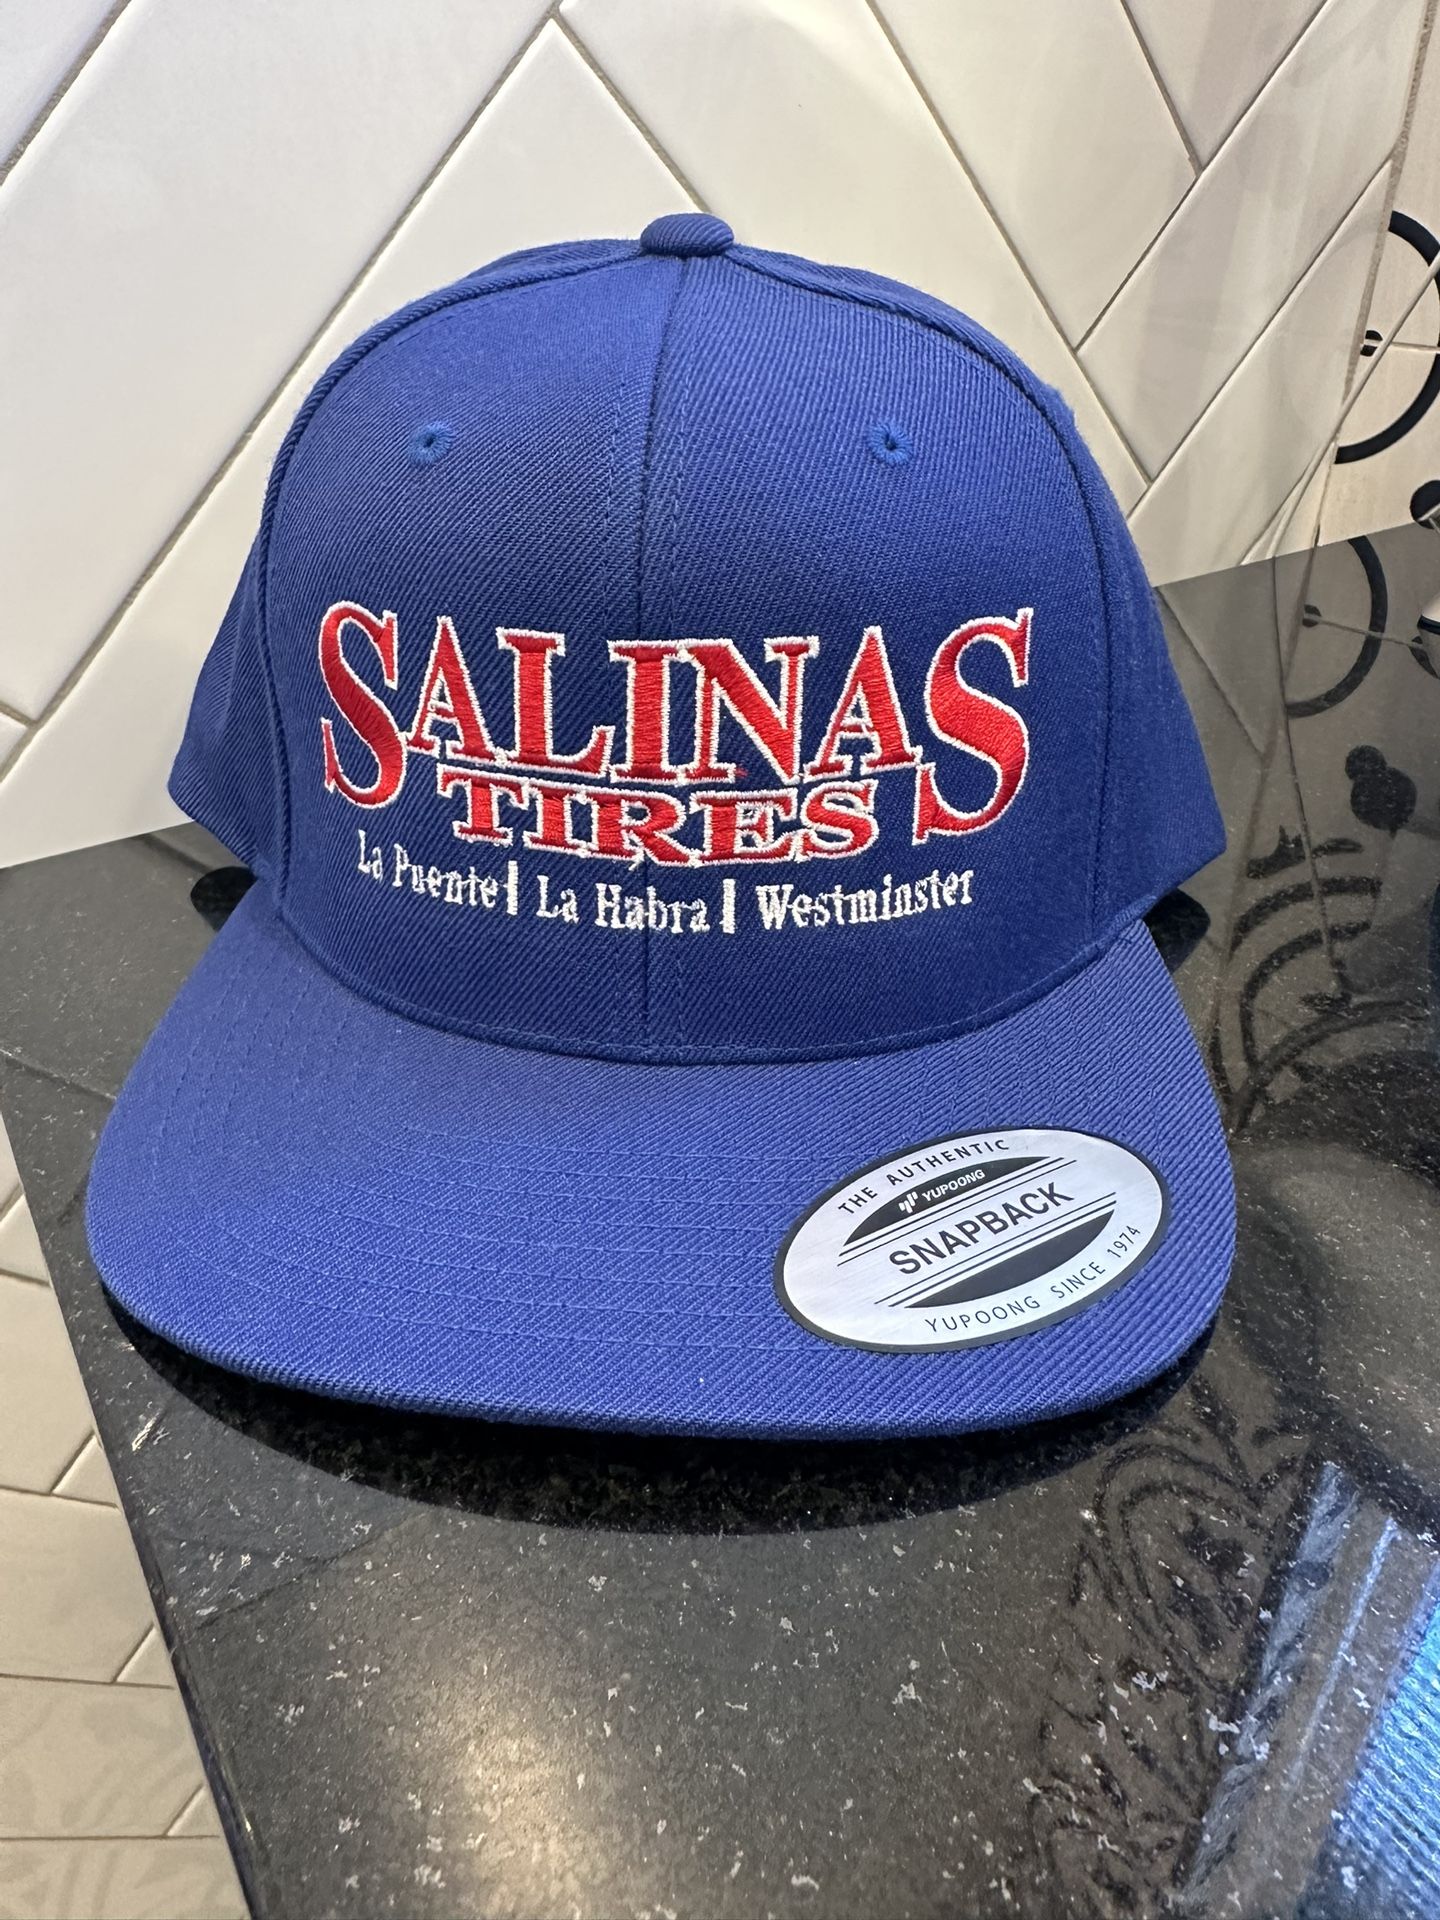 SALINAS
TIRES
La Puente | La Habra | Westminster
THE AUTHENTIC
YUPOONG
SNAPBACK
YUPOONG SINCE 1974